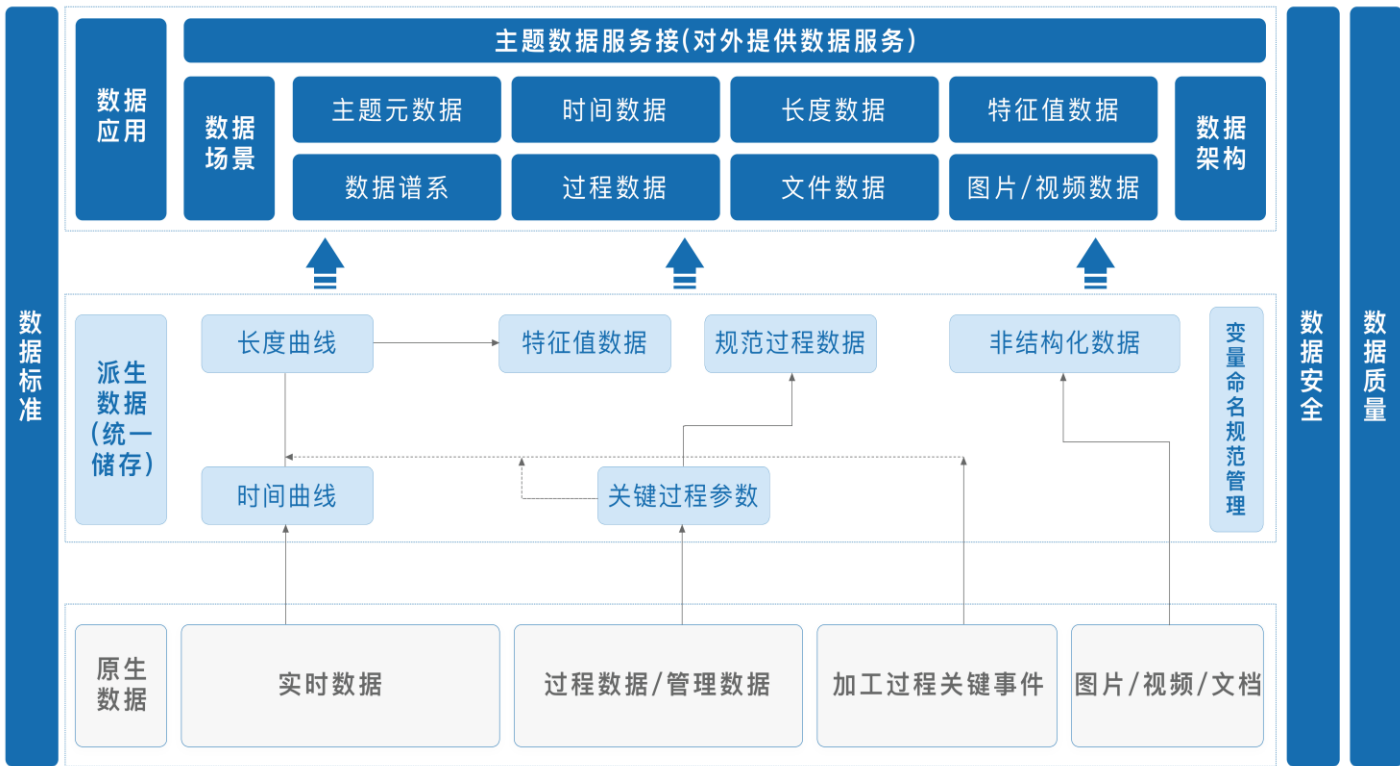 数据标准
数据
应用
主题数据服务接(对外提供数据服务)
数据
场景
主题元数据
时间数据
长度数据
特征值数据
数据谱系
过程数据
文件数据
图片/视频数据
数据
架构
派生
数据
(统一
储存)
长度曲线
特征值数据
规范过程数据
非结构化数据
时间曲线
关键过程参数
变量命名规范管理
原生
数据
实时数据
过程数据/管理数据
加工过程关键事件
图片/视频/文档
数据安全
数据质量